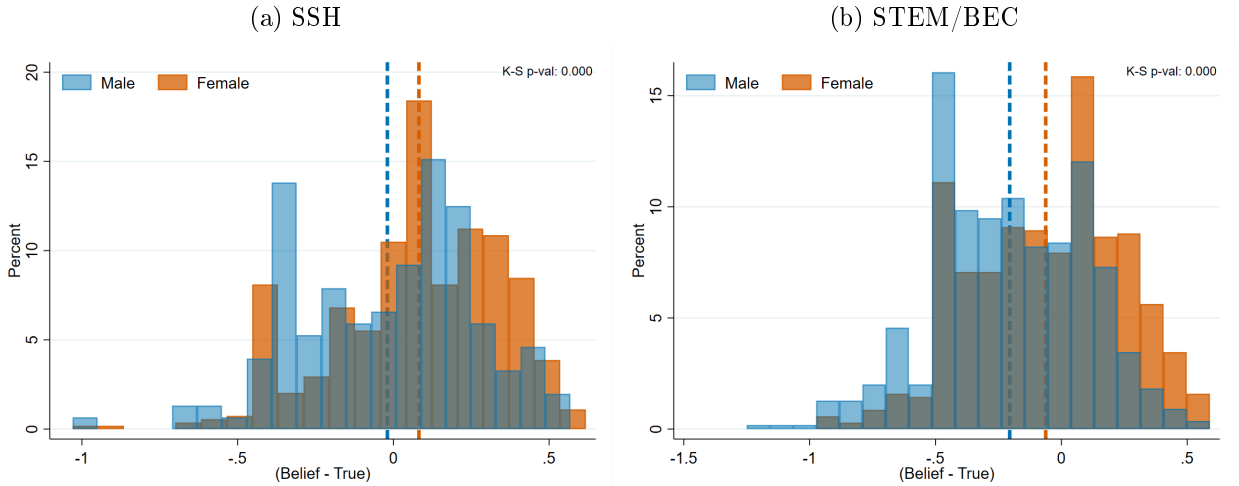 (a) SSH
Male
Female
K-S p-val: 0.000
Percent
20
15
10
5
0
-1
-.5
0
.5
(Belief - True)
(b) STEM/BEC
Male
Female
K-S p-val: 0.000
Percent
15
10
5
0
-1.5
-1
-.5
0
.5
(Belief - True)